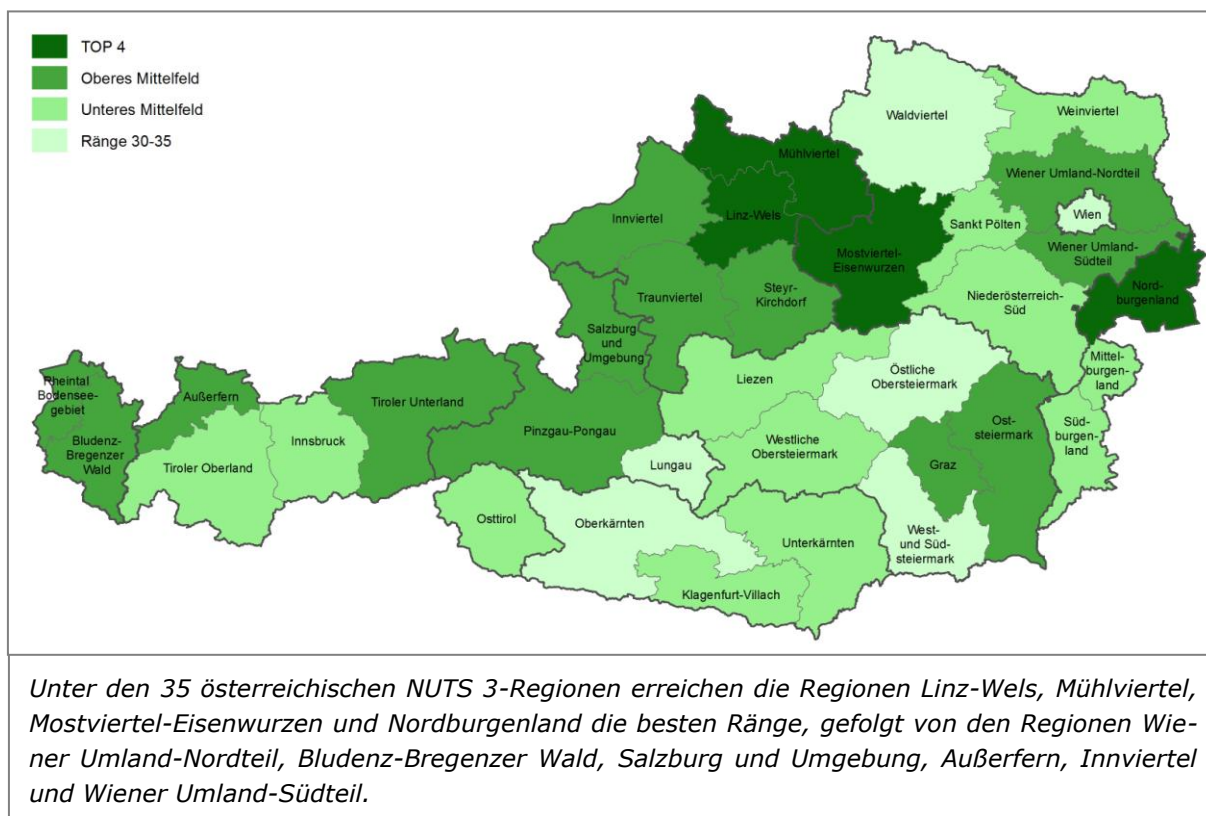 TOP 4
Oberes Mittelfeld
Unteres Mittelfeld
Ränge 30-35
Waldviertel
Weinviertel
Mühlviertel
Wiener Umland-Nordteil
Linz-Wels
Innviertel
Wien
Sankt Pölten
Mostviertel-
Eisenwurzen
Wiener Umland-
Südteil
Nord-
burgenland
Steyr-
Kirchdorf
Traunviertel
Niederösterreich-
Süd
Salzburg
und
Umgebung
Mittel-
burgen-
land
Östliche
Obersteiermark
Liezen
Rheintal
Bodensee-
gebiet
Außerfern
Tiroler Unterland
Pinzgau-Pongau
Ost-
steiermark
Süd-
burgen-
land
Bludenz-
Bregenzer
Wald
Innsbruck
Tiroler Oberland
Westliche
Obersteiermark
Lungau
Graz
Osttirol
Oberkärnten
Unterkärnten
West-
und Süd-
steiermark
Klagenfurt-Villach
Unter den 35 österreichischen NUTS 3-Regionen erreichen die Regionen Linz-Wels, Mühlviertel,
Mostviertel-Eisenwurzen und Nordburgenland die besten Ränge, gefolgt von den Regionen Wie-
ner Umland-Nordteil, Bludenz-Bregenzer Wald, Salzburg und Umgebung, Außerfern, Innviertel
und Wiener Umland-Südteil.